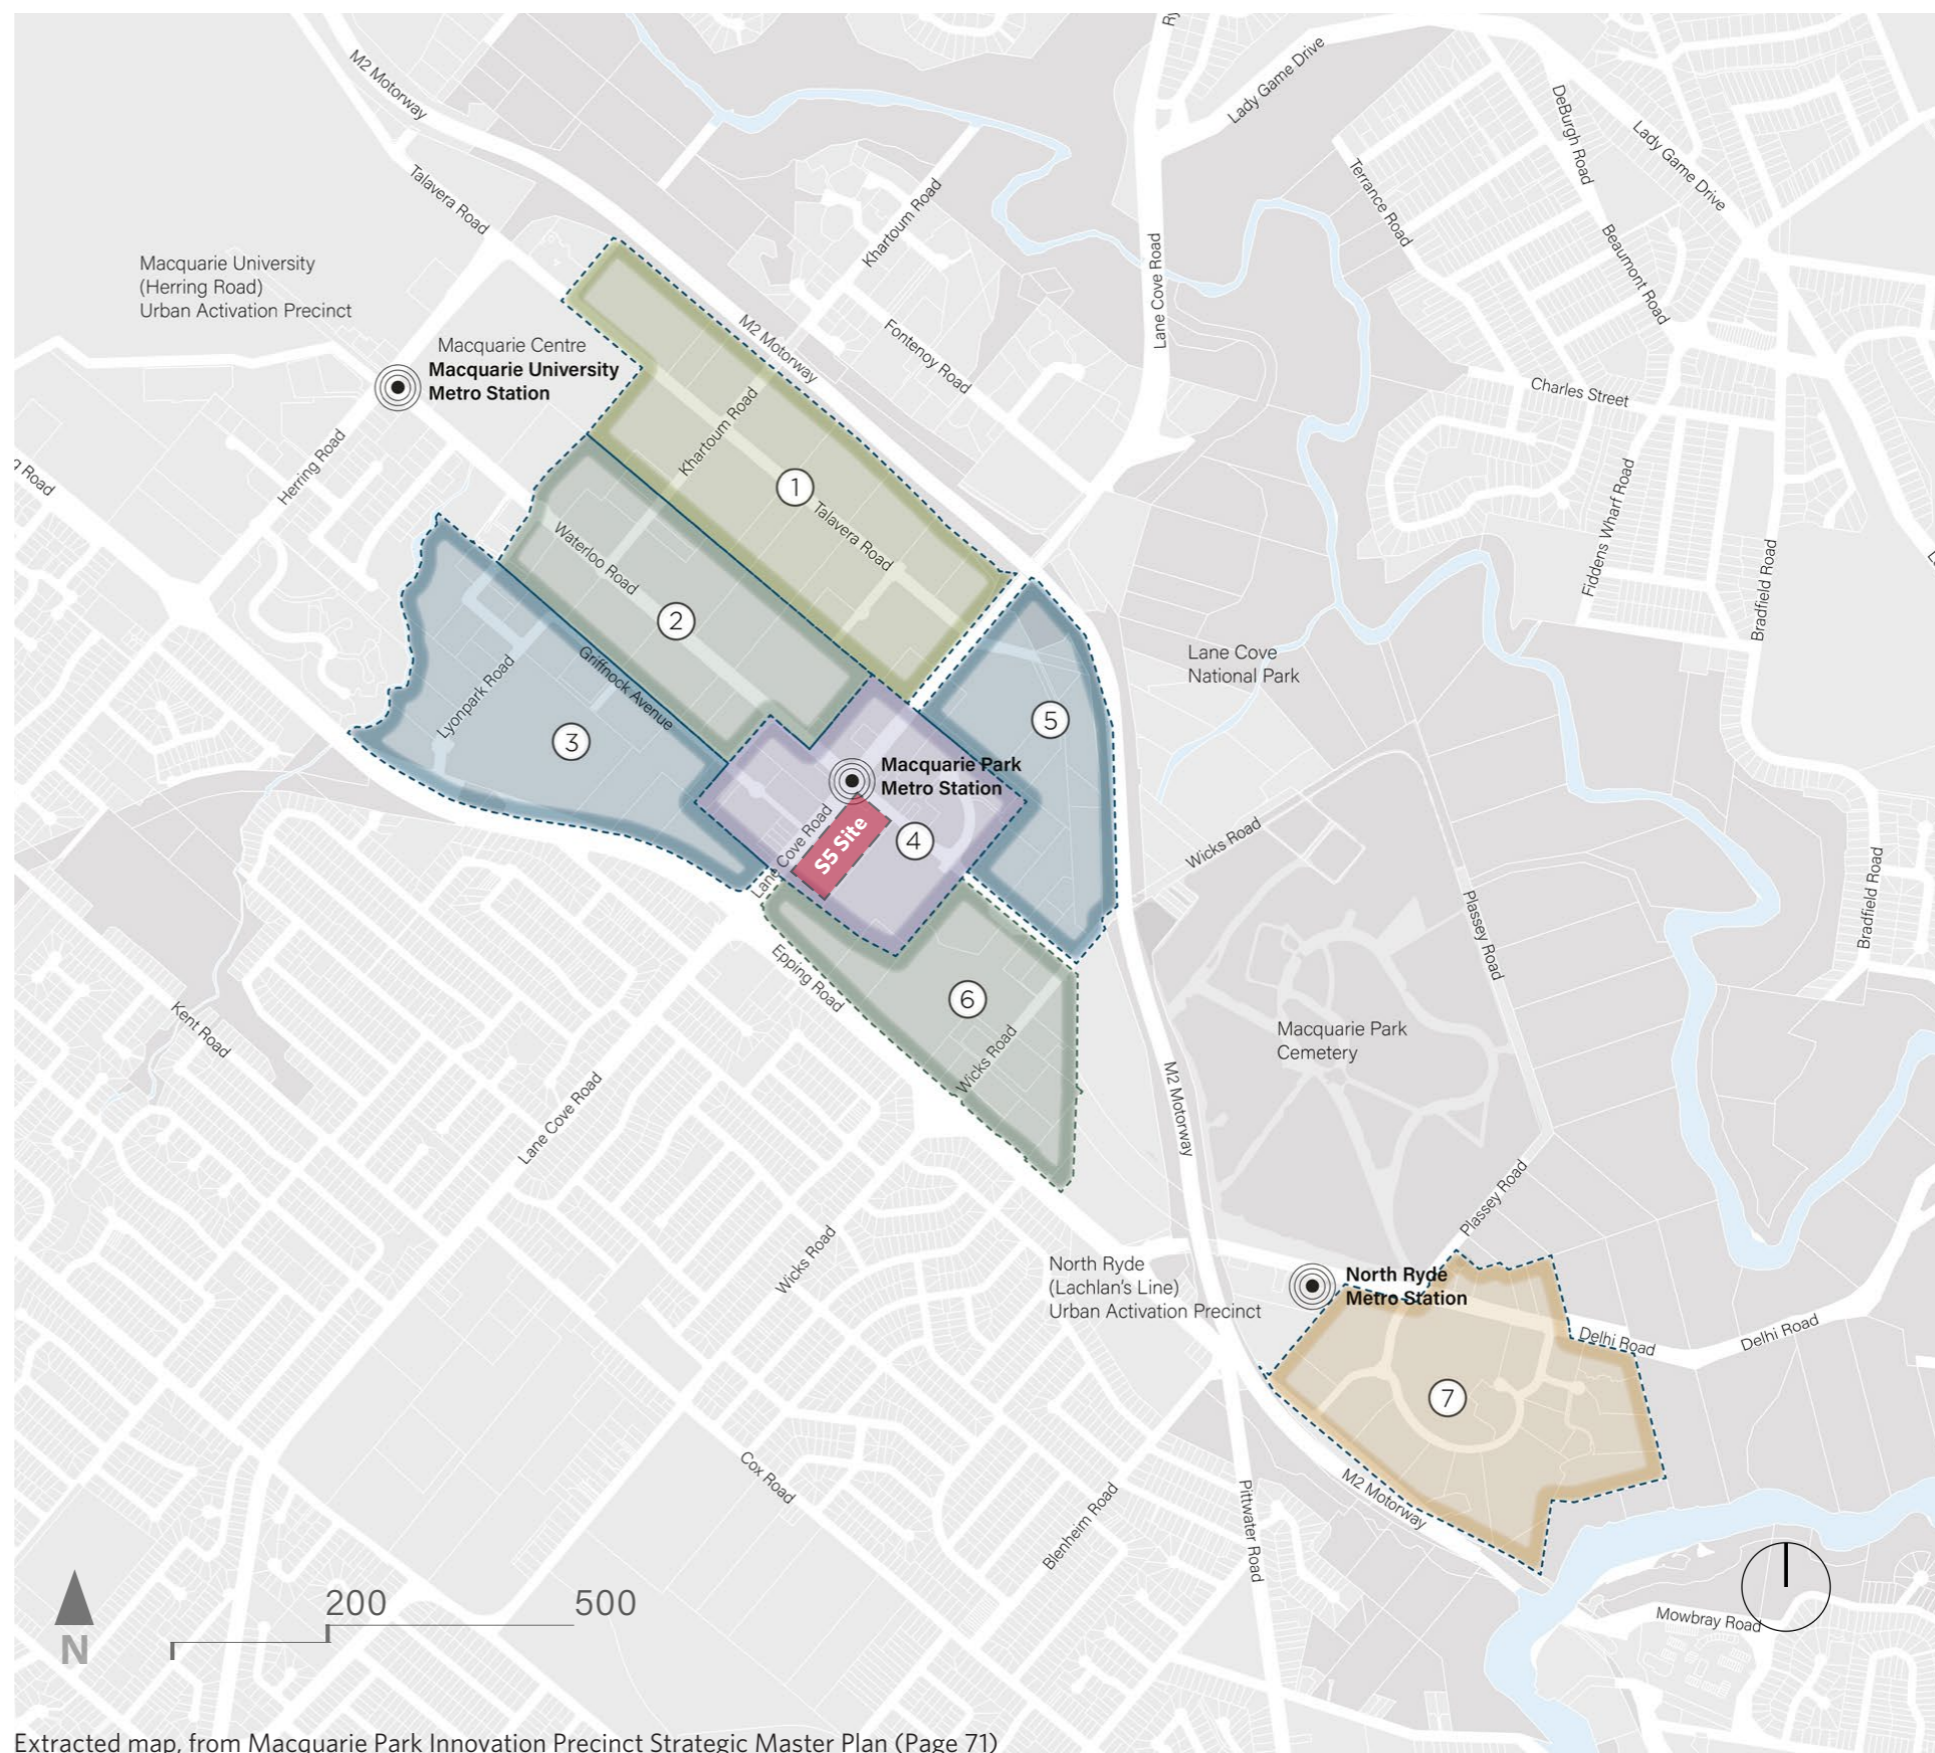 Ry
M2 Motorway
Lady Game Drive
DeBurgh Road
Lady Game Drive
Talavera Road
Terrance Road
Khartoum Road
Beaumont Road
Lane Cove Road
Macquarie University
(Herring Road)
Urban Activation Precinct
M2 Motorway
Fontenoy Road
Macquarie Centre
Macquarie University
Metro Station
Charles Street
Khartoum Road
Herring Road
g Road
1
Talavera Road
Fiddens Wharf Road
Waterloo Road
Bradfield Road
2
Griffnock Avenue
Lyonpark Road
Lane Cove
National Park
3
5
Macquarie Park
Metro Station
Lane Cove Road
S5 Site
4
Wicks Road
Bradfield Road
Plassey Road
Epping Road
6
Wicks Road
Kent Road
Macquarie Park
Cemetery
Lane Cove Road
M2 Motorway
Plassey Road
Wicks Road
North Ryde
(Lachlan's Line)
Urban Activation Precinct
North Ryde
Metro Station
Delhi Road
Delhi Road
7
Cox Road
M2 Motorway
Blenheim Road
Pittwater Road
Mowbray Road
N
200
500
Extracted map, from Macquarie Park Innovation Precinct Strategic Master Plan (Page 71)